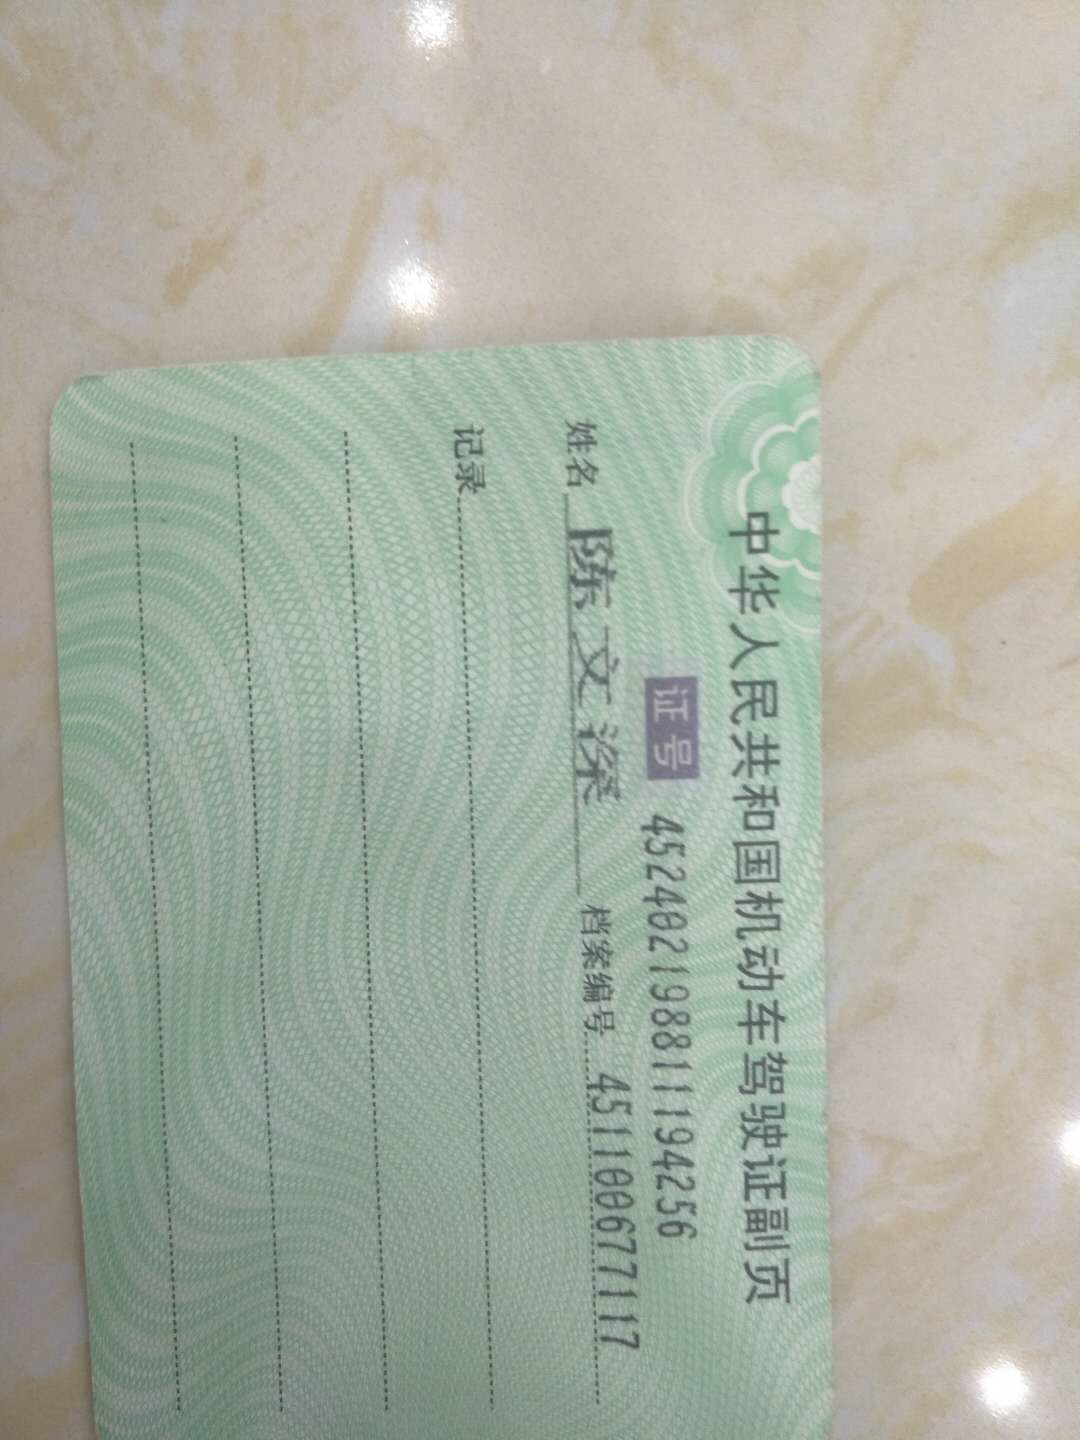 中华人民共和国机动车驾驶证副页
证号 452402198811194256
姓名 陈文深 档案编号 451100677117
记录